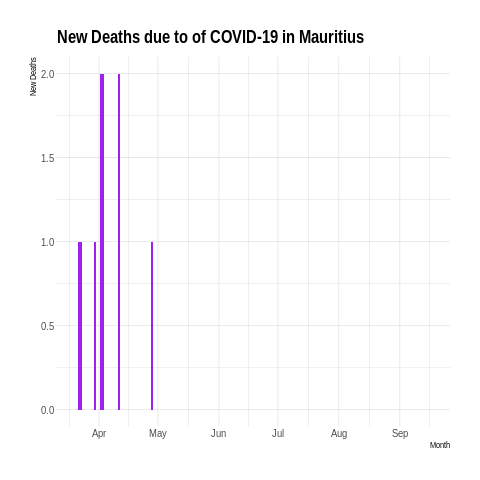 New Deaths due to of COVID-19 in Mauritius
New Deaths
2.0
1.5
1.0
0.5
0.0
Apr May Jun Jul Aug Sep
Month